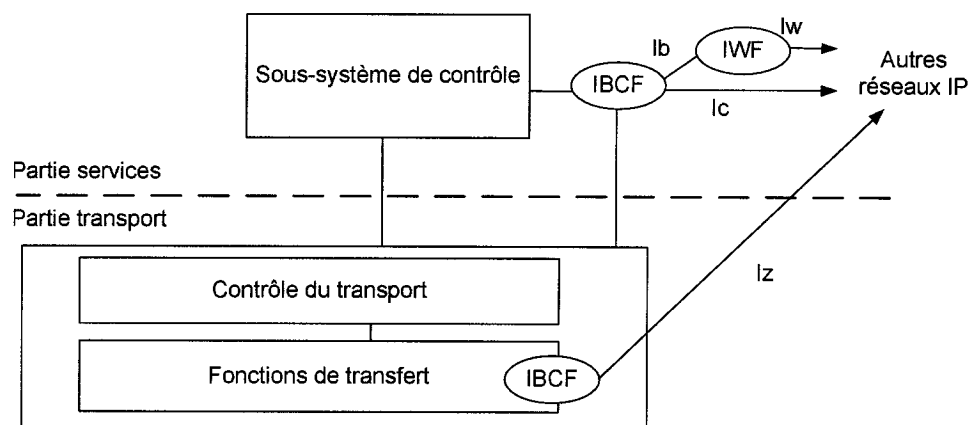 Iw
Ib
IWF
Autres
réseaux IP
Sous-système de contrôle
IBCF
Ic
Partie services
Partie transport
Iz
Contrôle du transport
Fonctions de transfert
IBCF